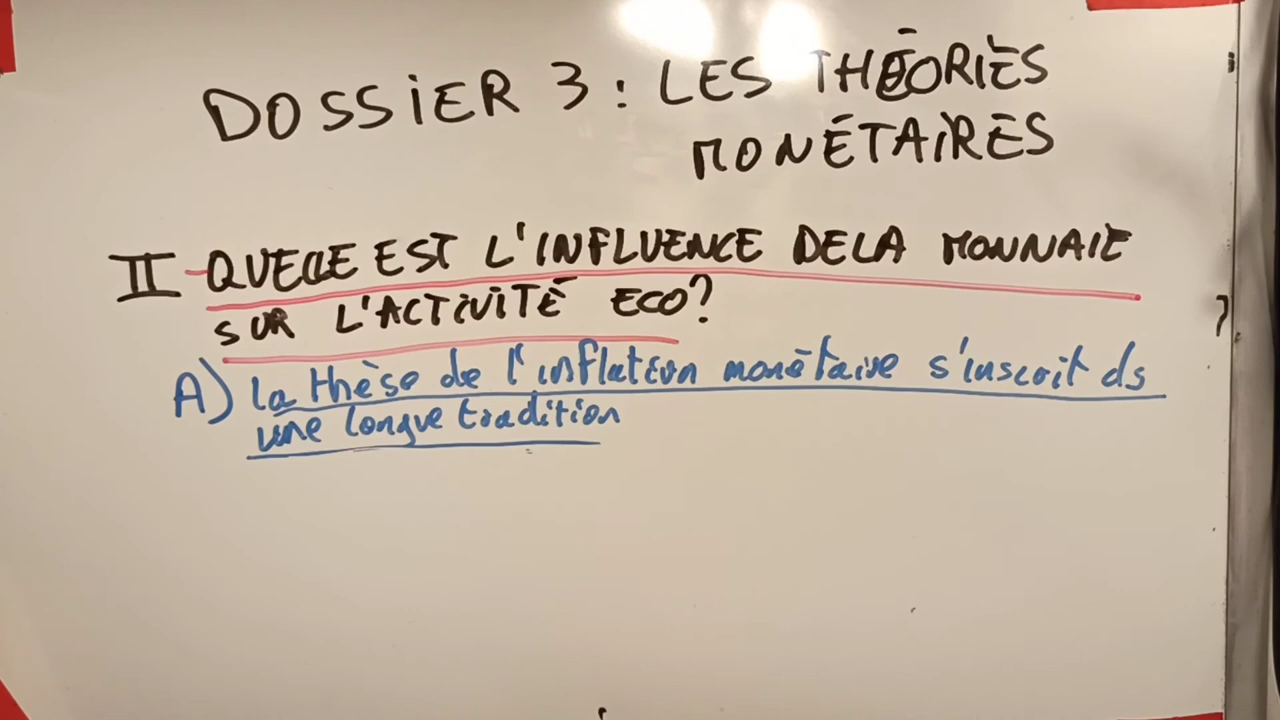 DOSSIER 3 : LES THÉORIES
MONÉTAIRES
II - QUELLE EST L'INFLUENCE DE LA MONNAIE
SUR L'ACTIVITÉ ECO?
A) la thèse de l'inflation monétaire s'inscrit ds
une longue tradition